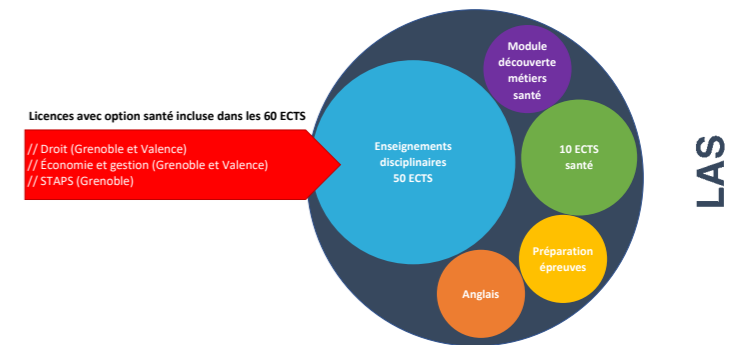 Licences avec option santé incluse dans les 60 ECTS
// Droit (Grenoble et Valence)
// Économie et gestion (Grenoble et Valence)
// STAPS (Grenoble)
Enseignements
disciplinaires
50 ECTS
Module
découverte
métiers
santé
10 ECTS
santé
Préparation
épreuves
Anglais
LAS